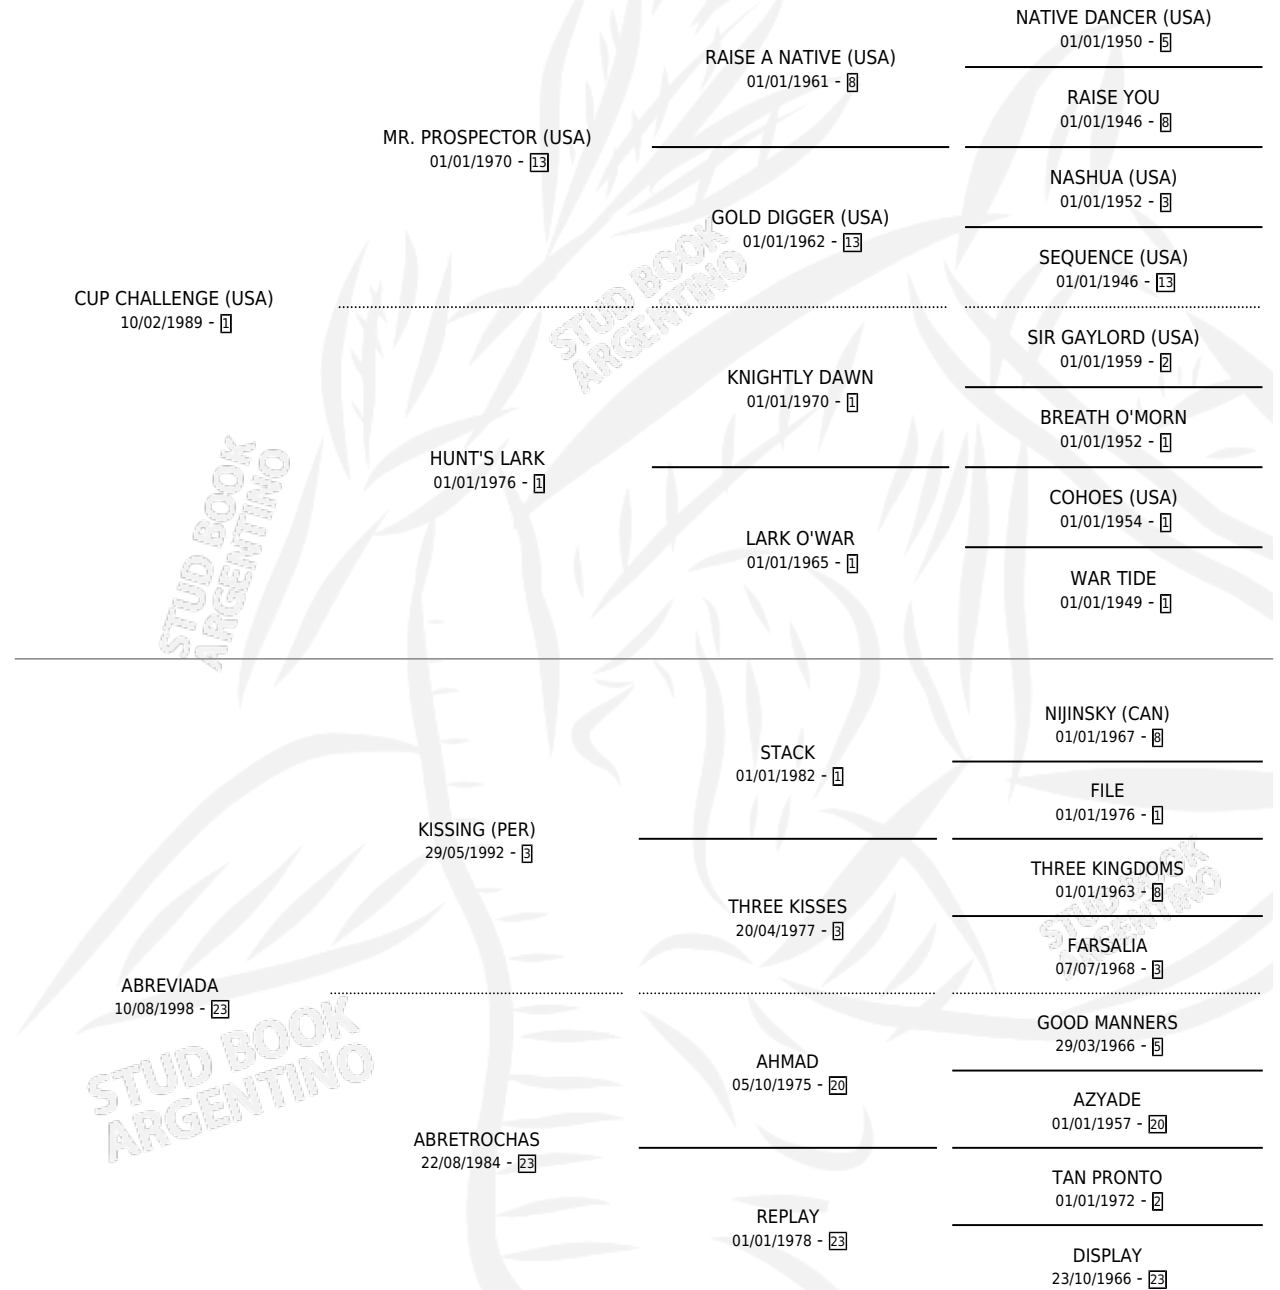 NATIVE DANCER (USA)
01/01/1950 - 5
RAISE A NATIVE (USA)
01/01/1961 - 8
RAISE YOU
01/01/1946 - 8
MR. PROSPECTOR (USA)
01/01/1970 - 13
NASHUA (USA)
01/01/1952 - 3
GOLD DIGGER (USA)
01/01/1962 - 13
SEQUENCE (USA)
01/01/1946 - 13
CUP CHALLENGE (USA)
10/02/1989 - 1
SIR GAYLORD (USA)
01/01/1959 - 2
KNIGHTLY DAWN
01/01/1970 - 1
BREATH O'MORN
01/01/1952 - 1
HUNT'S LARK
01/01/1976 - 1
COHOES (USA)
01/01/1954 - 1
LARK O'WAR
01/01/1965 - 1
WAR TIDE
01/01/1949 - 1
NIJINSKY (CAN)
01/01/1967 - 8
STACK
01/01/1982 - 1
FILE
01/01/1976 - 1
KISSING (PER)
29/05/1992 - 3
THREE KINGDOMS
01/01/1963 - 8
THREE KISSES
20/04/1977 - 3
FARSALIA
07/07/1968 - 3
ABREVIADA
10/08/1998 - 23
GOOD MANNERS
29/03/1966 - 5
AHMAD
05/10/1975 - 20
AZYADE
01/01/1957 - 20
ABRETROCHAS
22/08/1984 - 23
TAN PRONTO
01/01/1972 - 2
REPLAY
01/01/1978 - 23
DISPLAY
23/10/1966 - 23
STUD BOOK
ARGENTINO
STUD BOOK
ARGENTINO
STUD BOOK
ARGENTINO
STUD BOOK
ARGENTINO